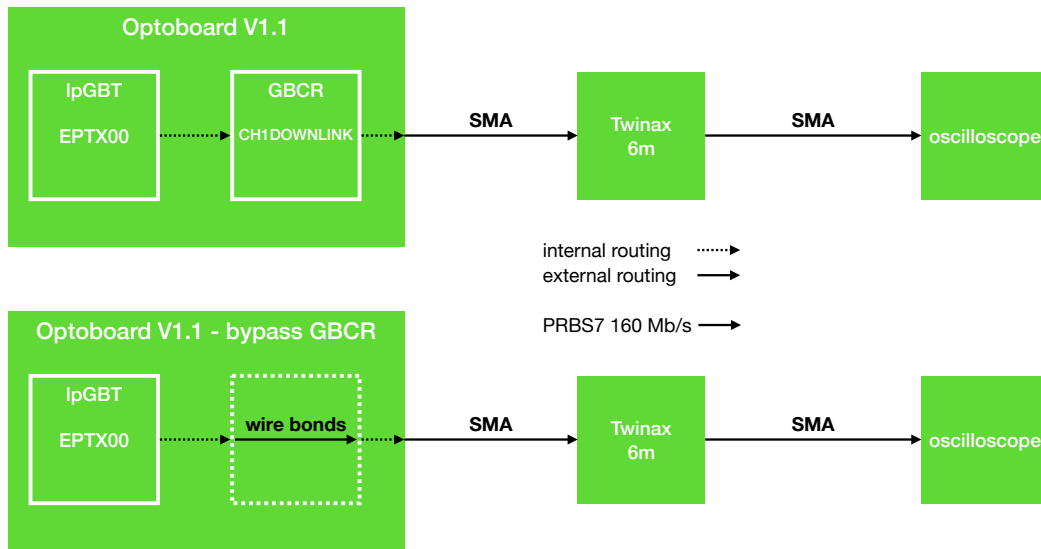 Optoboard V1.1
lpGBT
EPTX00
GBCR
CH1DOWNLINK
SMA
Twinax
6m
SMA
oscilloscope
internal routing
external routing
PRBS7 160 Mb/s
Optoboard V1.1 - bypass GBCR
lpGBT
EPTX00
wire bonds
SMA
Twinax
6m
SMA
oscilloscope